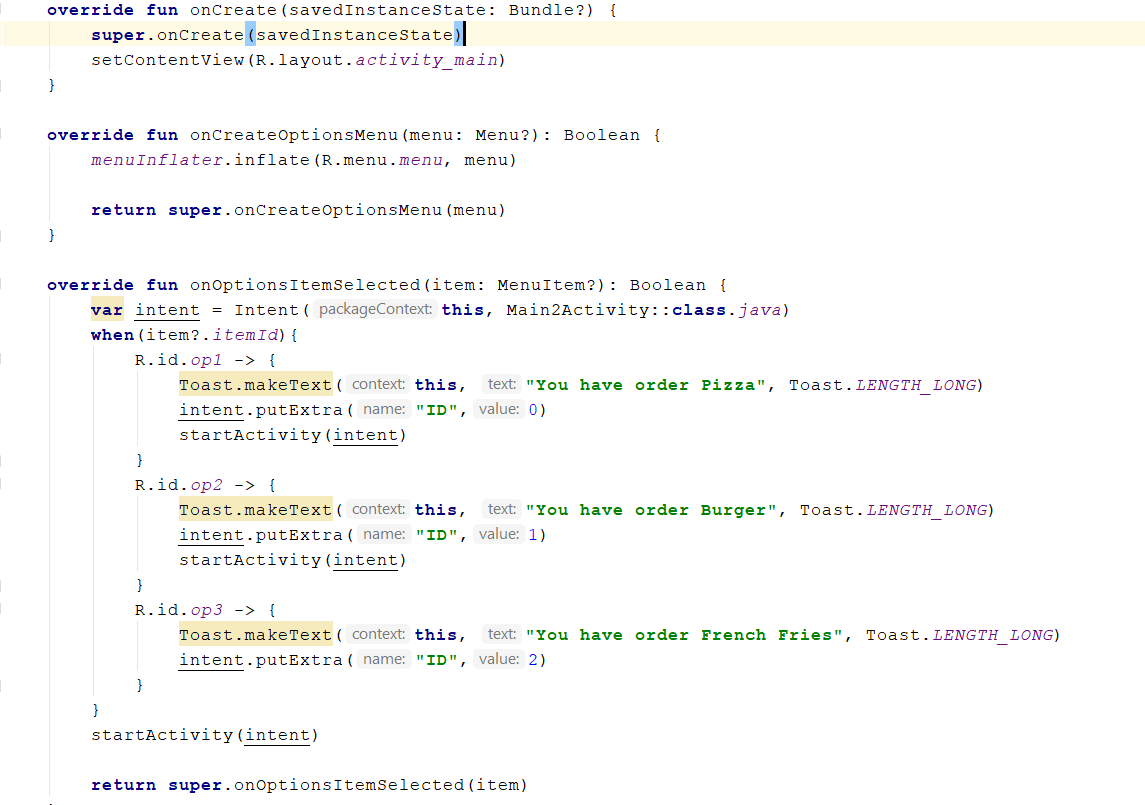 override fun onCreate(savedInstanceState: Bundle?) {
super.onCreate(savedInstanceState)
setContentView(R.layout.activity_main)
}
override fun onCreateOptionsMenu(menu: Menu?): Boolean {
menuInflater.inflate(R.menu.menu, menu)
return super.onCreateOptionsMenu(menu)
}
override fun onOptionsItemSelected(item: MenuItem?): Boolean {
var intent = Intent( packageContext: this, Main2Activity::class.java)
when(item?.itemId){
R.id.op1 -> {
Toast.makeText( context: this, text: "You have order Pizza", Toast.LENGTH_LONG)
intent.putExtra( name: "ID", value: 0)
startActivity(intent)
}
R.id.op2 -> {
Toast.makeText( context: this, text: "You have order Burger", Toast.LENGTH_LONG)
intent.putExtra( name: "ID", value: 1)
startActivity(intent)
}
R.id.op3 -> {
Toast.makeText( context: this, text: "You have order French Fries", Toast.LENGTH_LONG)
intent.putExtra( name: "ID", value: 2)
}
}
startActivity(intent)
return super.onOptionsItemSelected(item)